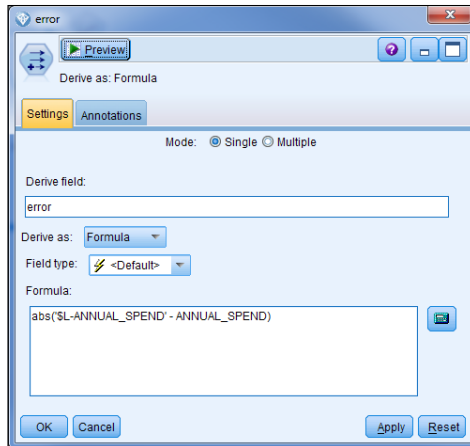 error
Preview
Derive as: Formula
Settings Annotations
Mode: Single Multiple
Derive field:
error
Derive as: Formula
Field type: <Default>
Formula:
abs('$L-ANNUAL_SPEND' - ANNUAL_SPEND)
OK Cancel Apply Reset